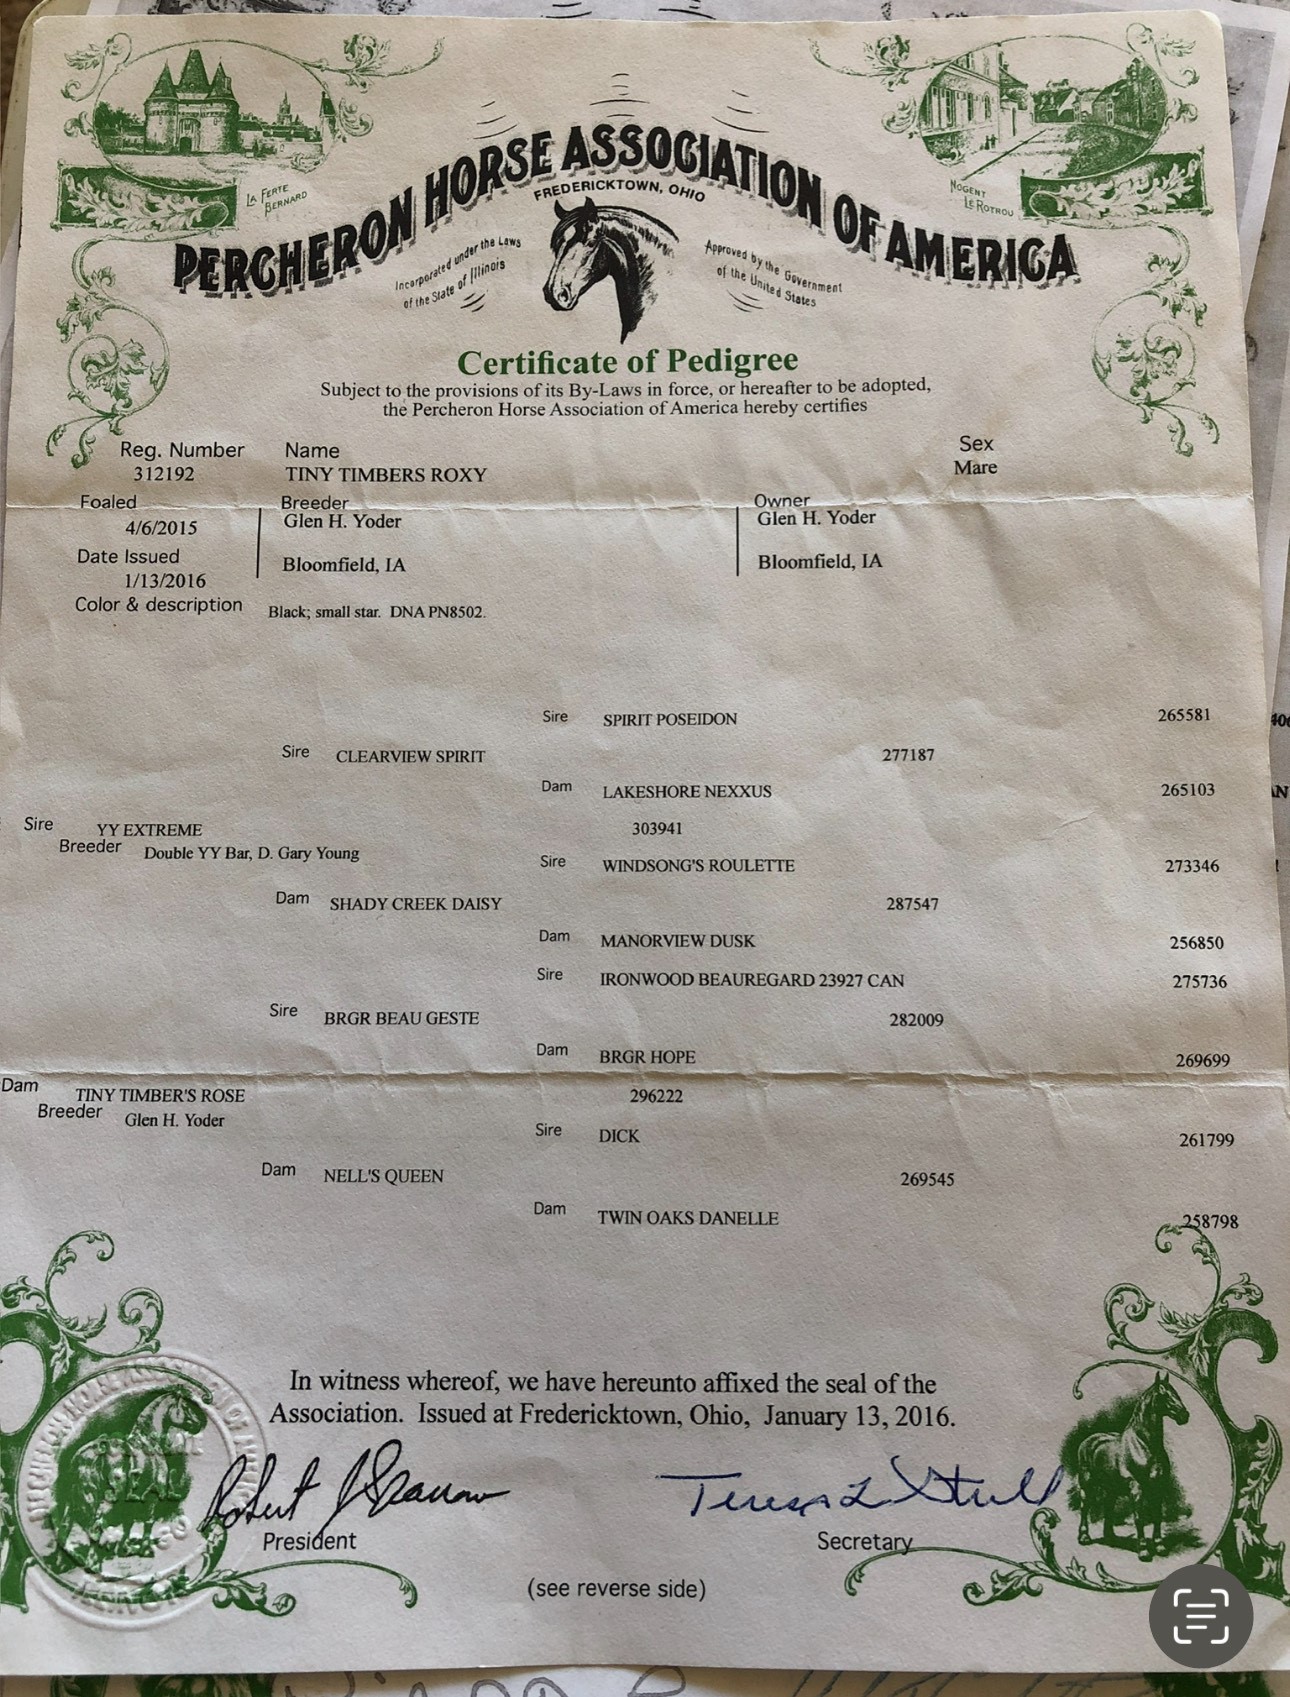 LA FERTE
BERNARD
NOGENT
LE ROTROU
PERCHERON HORSE ASSOCIATION OF AMERICA
FREDERICKTOWN, OHIO
Incorporated under the Laws
of the State of Illinois
Approved by the Government
of the United States
Certificate of Pedigree
Subject to the provisions of its By-Laws in force, or hereafter to be adopted,
the Percheron Horse Association of America hereby certifies
Reg. Number Name Sex
312192 TINY TIMBERS ROXY Mare
Foaled Breeder Owner
4/6/2015 Glen H. Yoder Glen H. Yoder
Date Issued Bloomfield, IA Bloomfield, IA
1/13/2016
Color & description Black; small star. DNA PN8502.
Sire SPIRIT POSEIDON 265581
Sire CLEARVIEW SPIRIT 277187
Dam LAKESHORE NEXXUS 265103
Sire YY EXTREME 303941
Breeder Double YY Bar, D. Gary Young
Sire WINDSONG'S ROULETTE 273346
Dam SHADY CREEK DAISY 287547
Dam MANORVIEW DUSK 256850
Sire IRONWOOD BEAUREGARD 23927 CAN 275736
Sire BRGR BEAU GESTE 282009
Dam BRGR HOPE 269699
Dam TINY TIMBER'S ROSE 296222
Breeder Glen H. Yoder
Sire DICK 261799
Dam NELL'S QUEEN 269545
Dam TWIN OAKS DANELLE 258798
In witness whereof, we have hereunto affixed the seal of the
Association. Issued at Fredericktown, Ohio, January 13, 2016.
President Secretary
(see reverse side)